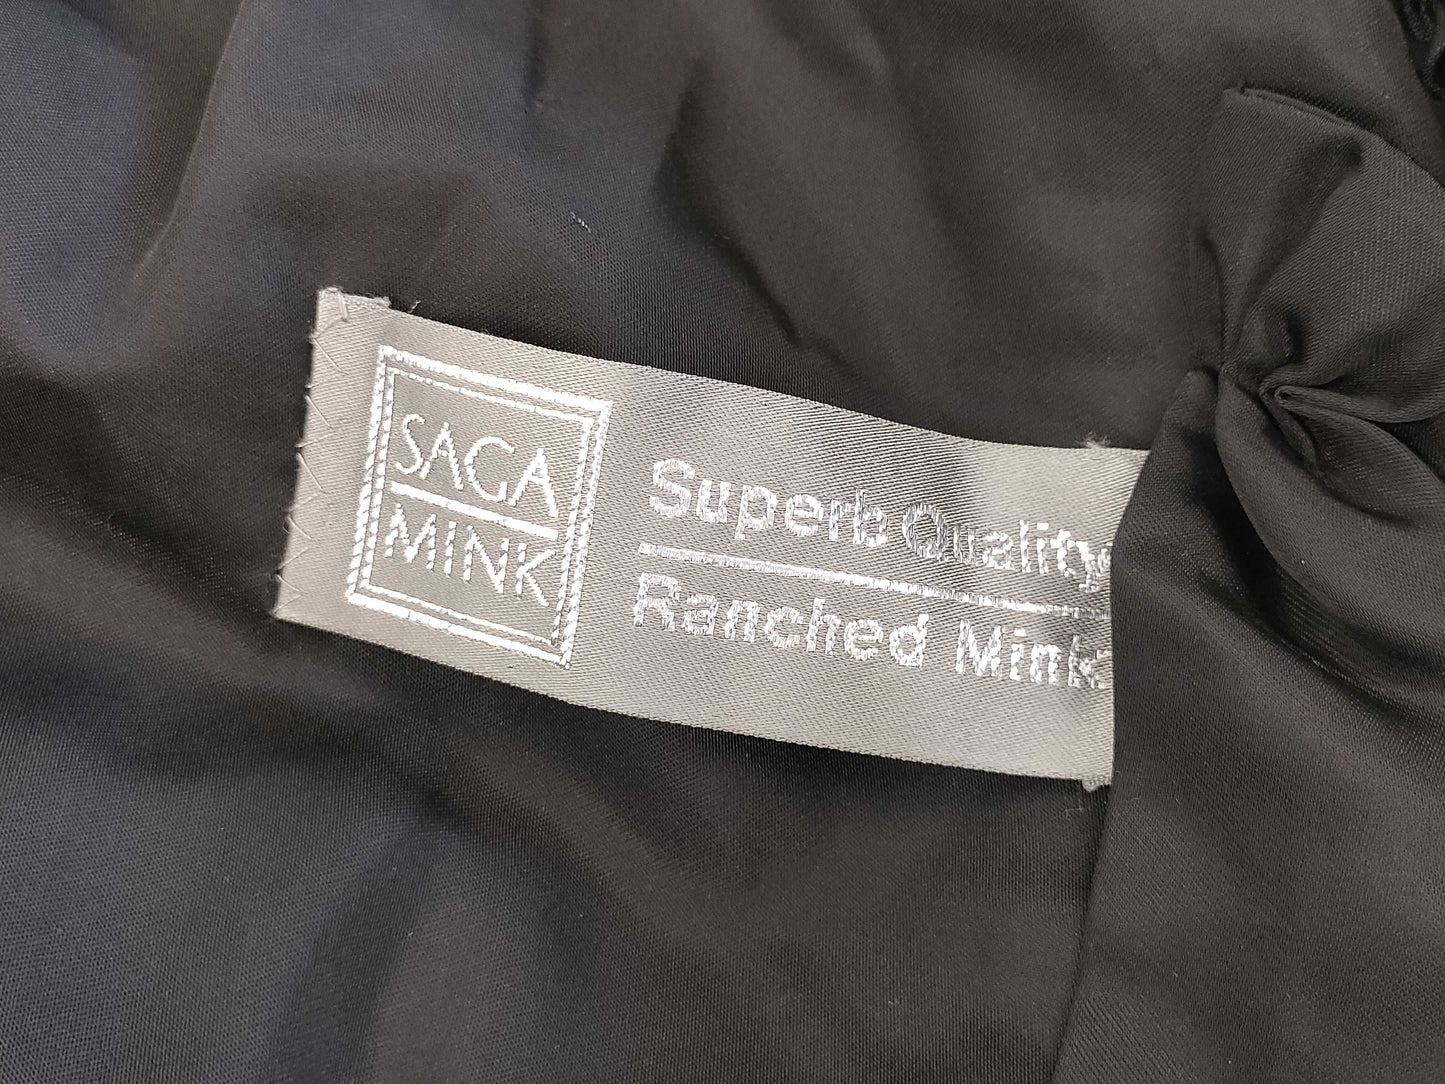 SAGA
MINK
Superb Quality
Ranched Mink